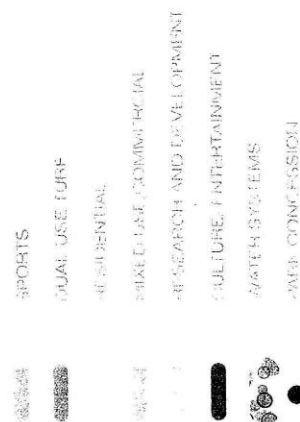 SPORTS
DUAL USE TURF
RESIDENTIAL
MIXED USE, COMMERCIAL
RESEARCH AND DEVELOPMENT
CULTURE, ENTERTAINMENT
WATER SYSTEMS
PARK CONCESSION